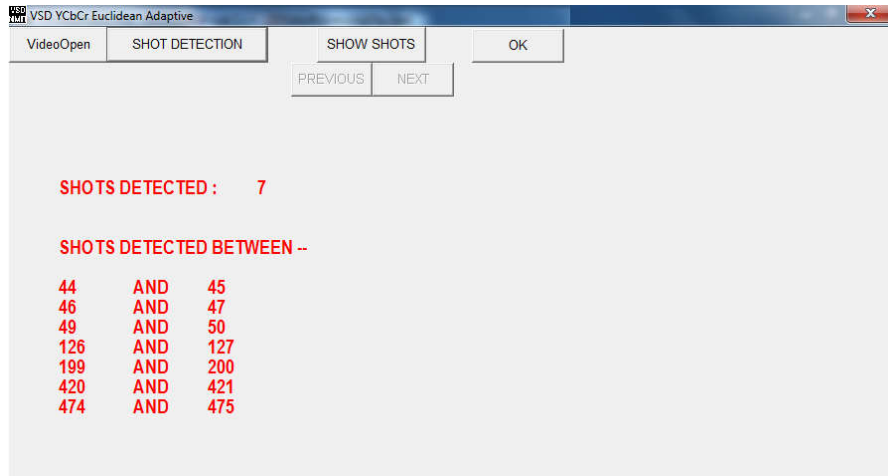 VSD NMIT VSD YCbCr Euclidean Adaptive
VideoOpen SHOT DETECTION SHOW SHOTS OK
PREVIOUS NEXT
SHOTS DETECTED : 7
SHOTS DETECTED BETWEEN --
44 AND 45
46 AND 47
49 AND 50
126 AND 127
199 AND 200
420 AND 421
474 AND 475